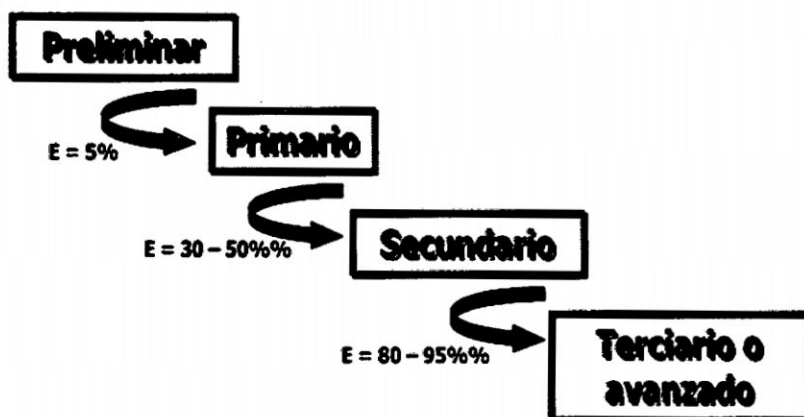 Preliminar
E = 5%
Primario
E = 30 – 50%%
Secundario
E = 80 – 95%%
Terciario o
avanzado